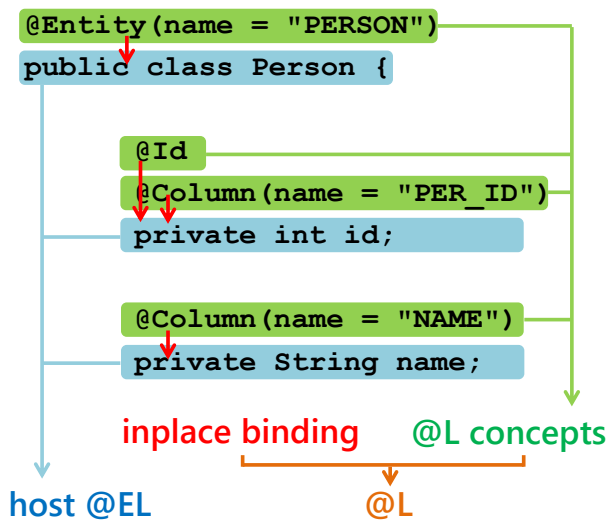 @Entity(name = "PERSON")
public class Person {
@Id
@Column(name = "PER_ID")
private int id;
@Column(name = "NAME")
private String name;
inplace binding @L concepts
host @EL @L